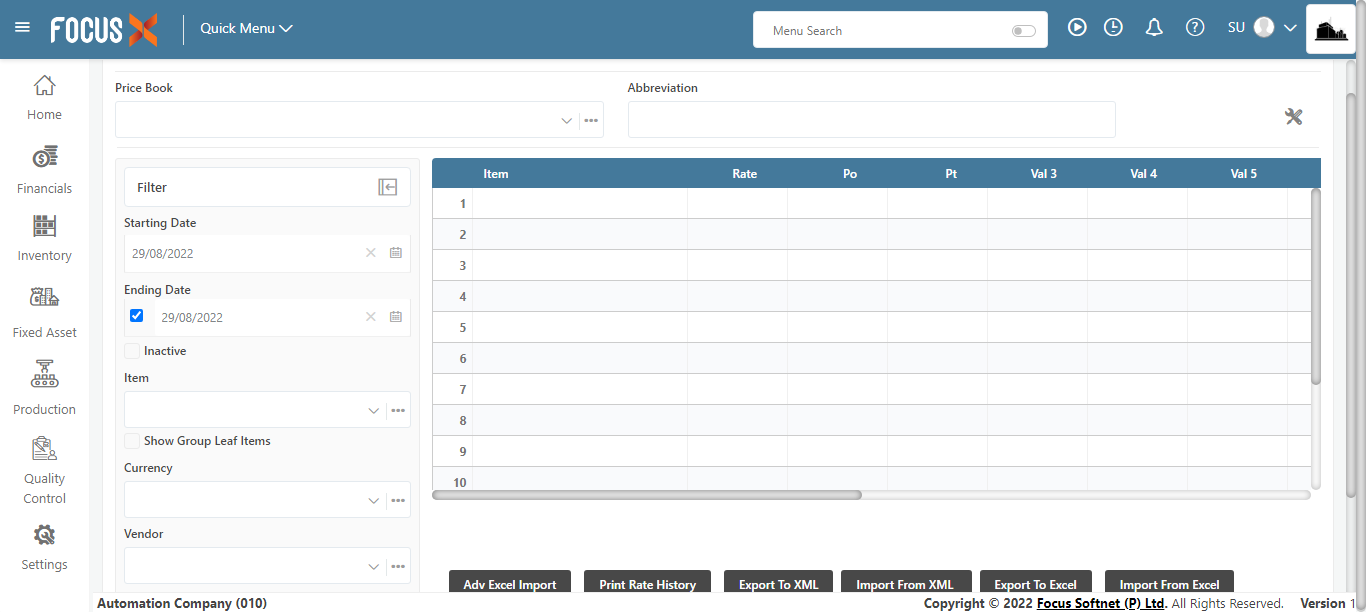 FOCUS X
Quick Menu
Menu Search
SU
Home
Financials
Inventory
Fixed Asset
Production
Quality
Control
Settings
Price Book
Abbreviation
Filter
Starting Date
29/08/2022
Ending Date
29/08/2022
Inactive
Item
Show Group Leaf Items
Currency
Vendor
Item Rate Po Pt Val 3 Val 4 Val 5
1
2
3
4
5
6
7
8
9
10
Adv Excel Import Print Rate History Export To XML Import From XML Export To Excel Import From Excel
Automation Company (010) Copyright © 2022 Focus Softnet (P) Ltd. All Rights Reserved. Version 1